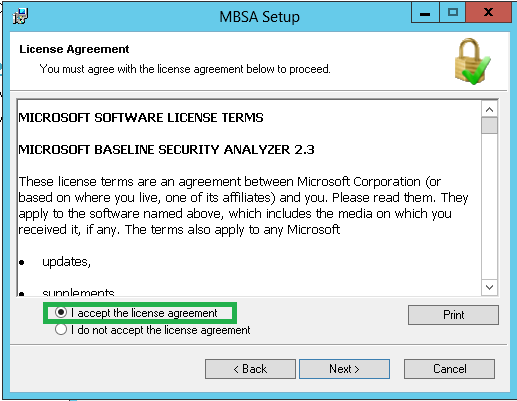 MBSA Setup
License Agreement
You must agree with the license agreement below to proceed.
MICROSOFT SOFTWARE LICENSE TERMS
MICROSOFT BASELINE SECURITY ANALYZER 2.3
These license terms are an agreement between Microsoft Corporation (or
based on where you live, one of its affiliates) and you. Please read them. They
apply to the software named above, which includes the media on which you
received it, if any. The terms also apply to any Microsoft
• updates,
• supplements
I accept the license agreement
I do not accept the license agreement
Print
< Back
Next >
Cancel